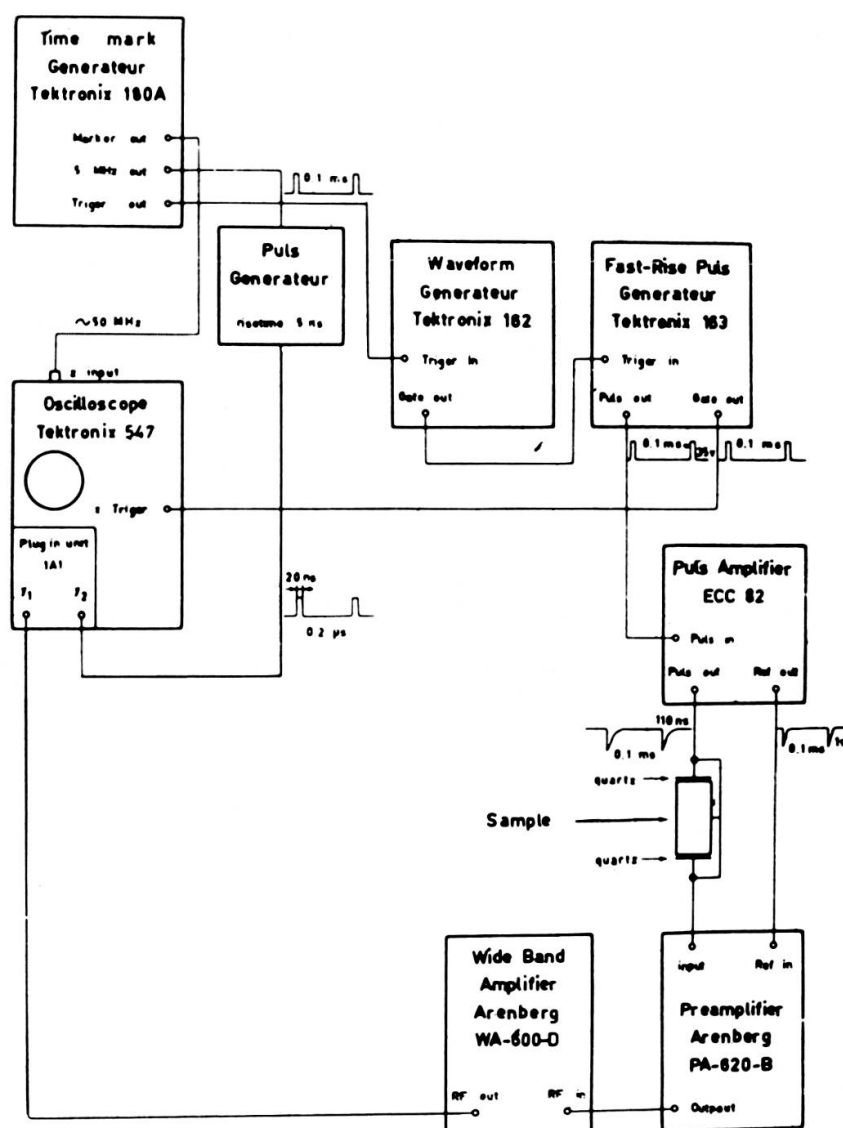 Time mark
Generateur
Tektronix 180A
Marker out
5 MHz out
Trigor out
0.1 ms
Puls
Generateur
risetime 5 ns
Waveform
Generateur
Tektronix 162
Trigor In
Gate out
Fast-Rise Puls
Generateur
Tektronix 163
Trigor in
Puls out
Gate out
~50 MHz
z input
Oscilloscope
Tektronix 547
x Trigor
Plug in unit
1A1
y1
y2
0.1 ms
0.1 ms
20 ns
0.2 µs
Puls Amplifier
ECC 82
Puls in
Puls out
Ref out
110 ns
0.1 ms
0.1 ms
quartz
Sample
quartz
Wide Band
Amplifier
Arenberg
WA-600-D
RF out
RF in
input
Ref in
Preamplifier
Arenberg
PA-620-B
Outpout